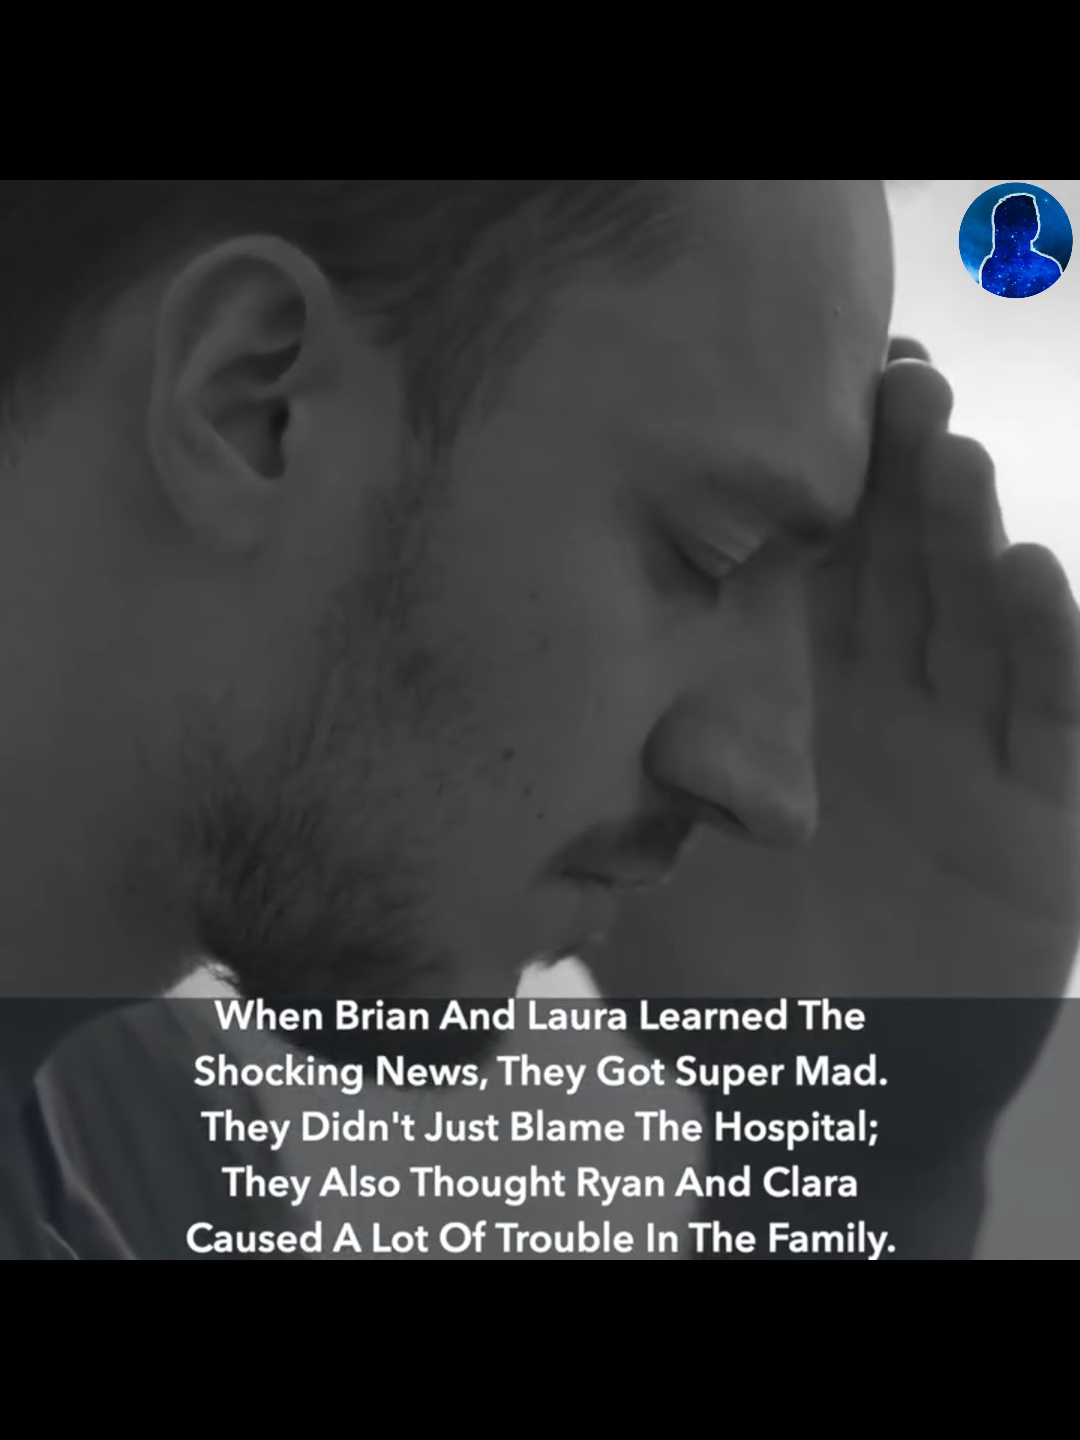 When Brian And Laura Learned The
Shocking News, They Got Super Mad.
They Didn't Just Blame The Hospital;
They Also Thought Ryan And Clara
Caused A Lot Of Trouble In The Family.